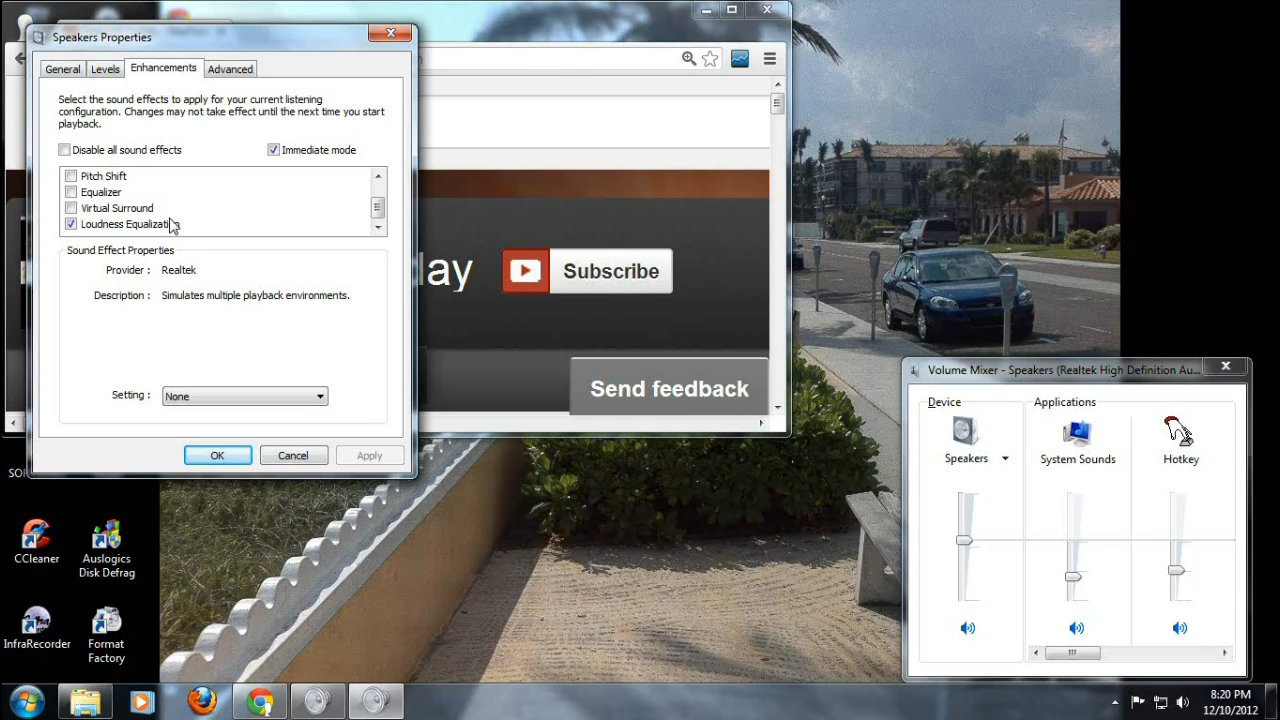 Speakers Properties
General
Levels
Enhancements
Advanced
Select the sound effects to apply for your current listening
configuration. Changes may not take effect until the next time you start
playback.
Disable all sound effects
Immediate mode
Pitch Shift
Equalizer
Virtual Surround
Loudness Equalization
Sound Effect Properties
Provider :
Realtek
Description :
Simulates multiple playback environments.
Setting :
None
OK
Cancel
Apply
lay
Subscribe
Send feedback
Volume Mixer - Speakers (Realtek High Definition Au...
Device
Applications
Speakers
System Sounds
Hotkey
CCleaner
Auslogics
Disk Defrag
InfraRecorder
Format
Factory
8:20 PM
12/10/2012